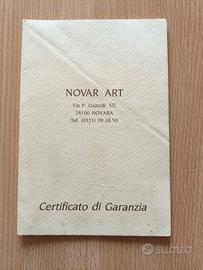 NOVAR ART
Via P. Custodi, 5/C
28100 NOVARA
Tel. (0321) 39.18.50
Certificato di Garanzia
subito